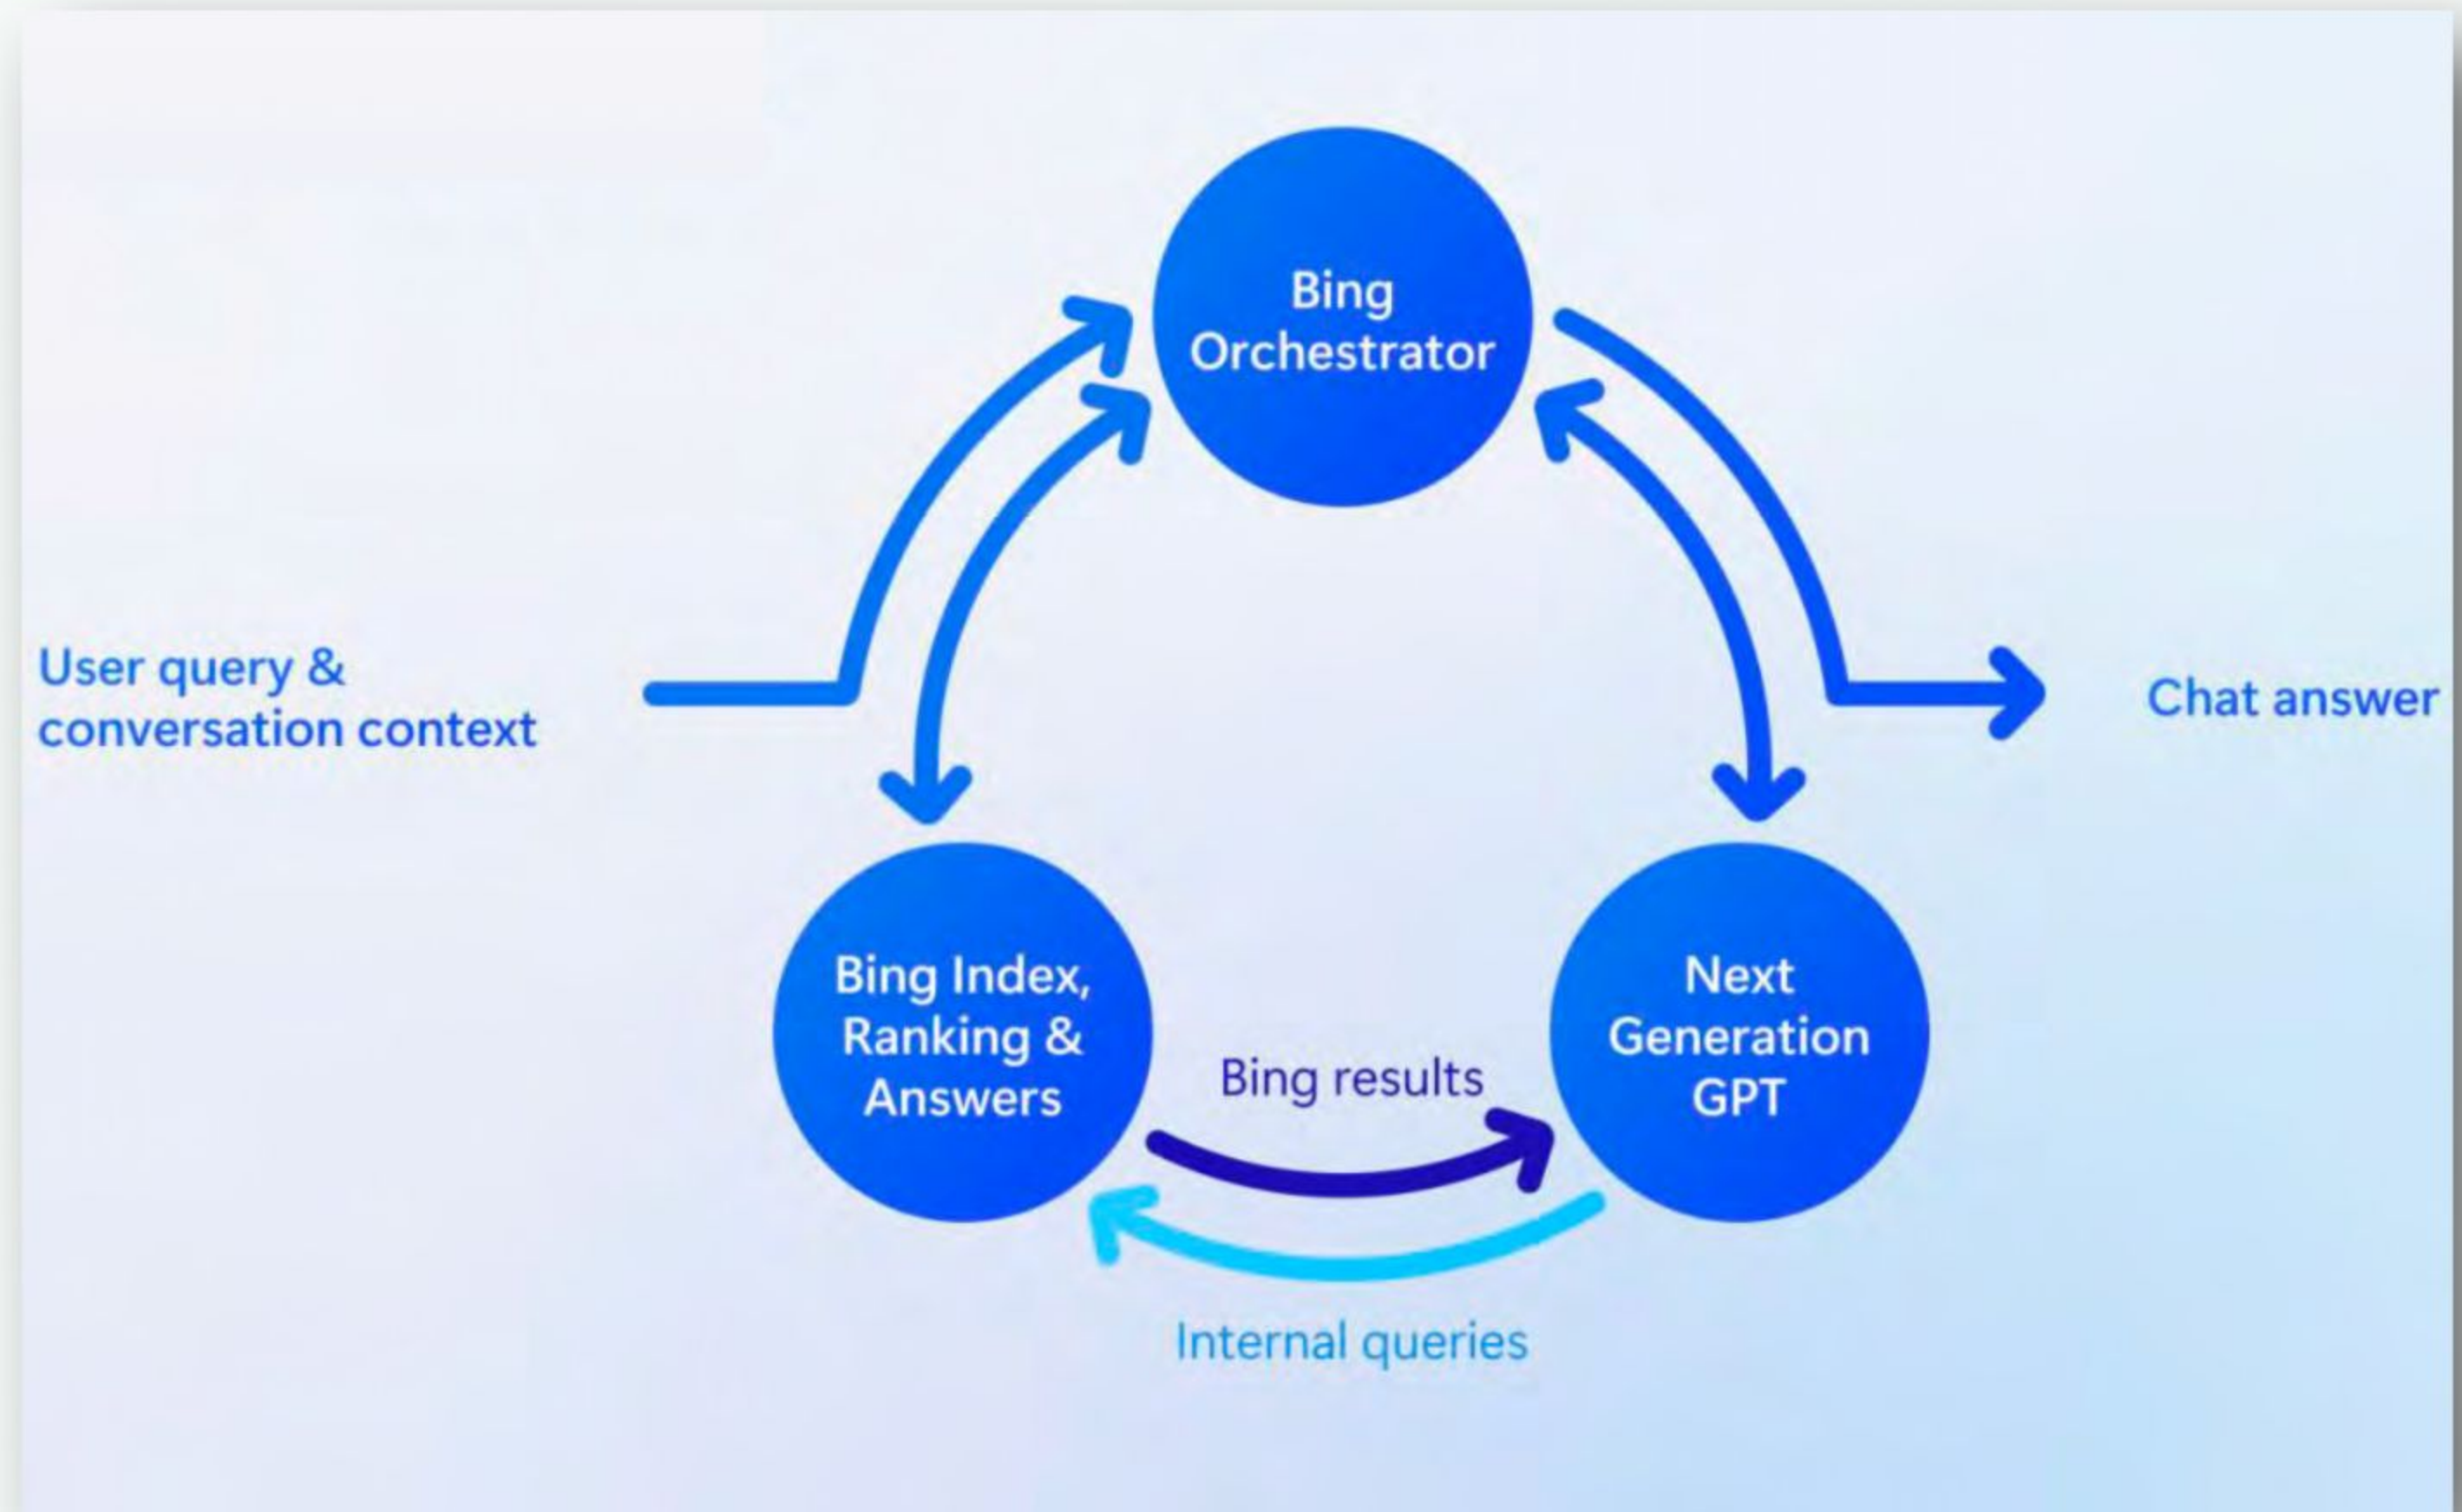 Bing
Orchestrator
User query &
conversation context
Chat answer
Bing Index,
Ranking &
Answers
Next
Generation
GPT
Bing results
Internal queries